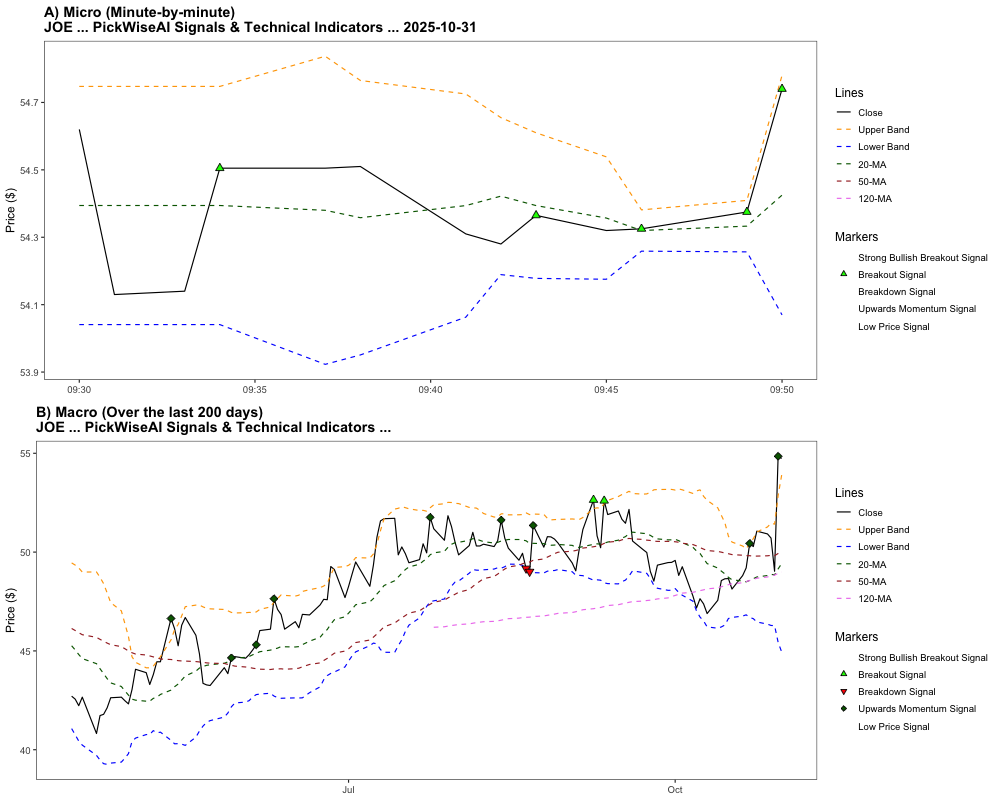 A) Micro (Minute-by-minute)
JOE ... PickWiseAI Signals & Technical Indicators ... 2025-10-31
Price ($)
54.7
54.5
54.3
54.1
53.9
09:30
09:35
09:40
09:45
09:50
Lines
Close
Upper Band
Lower Band
20-MA
50-MA
120-MA
Markers
Strong Bullish Breakout Signal
Breakout Signal
Breakdown Signal
Upwards Momentum Signal
Low Price Signal
B) Macro (Over the last 200 days)
JOE ... PickWiseAI Signals & Technical Indicators ...
Price ($)
55
50
45
40
Jul
Oct
Lines
Close
Upper Band
Lower Band
20-MA
50-MA
120-MA
Markers
Strong Bullish Breakout Signal
Breakout Signal
Breakdown Signal
Upwards Momentum Signal
Low Price Signal